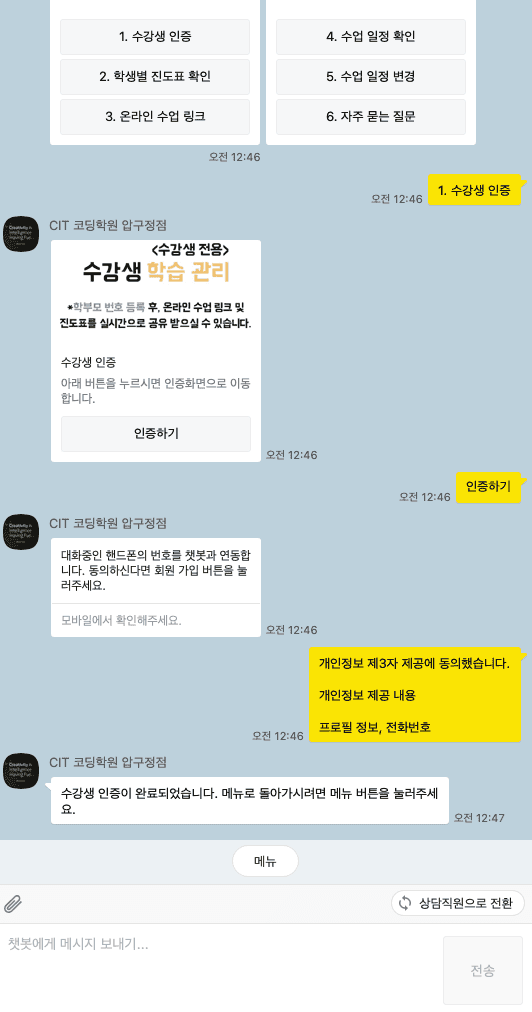 1. 수강생 인증
2. 학생별 진도표 확인
3. 온라인 수업 링크
4. 수업 일정 확인
5. 수업 일정 변경
6. 자주 묻는 질문
오전 12:46
1. 수강생 인증
오전 12:46
CIT 코딩학원 압구정점
<수강생 전용>
수강생 학습 관리
*학부모 번호 등록 후, 온라인 수업 링크 및
진도표를 실시간으로 공유 받으실 수 있습니다.
수강생 인증
아래 버튼을 누르시면 인증화면으로 이동
합니다.
인증하기
오전 12:46
인증하기
오전 12:46
CIT 코딩학원 압구정점
대화중인 핸드폰의 번호를 챗봇과 연동합
니다. 동의하신다면 회원 가입 버튼을 눌
러주세요.
모바일에서 확인해주세요.
오전 12:46
개인정보 제3자 제공에 동의했습니다.
개인정보 제공 내용
프로필 정보, 전화번호
오전 12:46
CIT 코딩학원 압구정점
수강생 인증이 완료되었습니다. 메뉴로 돌아가시려면 메뉴 버튼을 눌러주세
요.
오전 12:47
메뉴
상담직원으로 전환
챗봇에게 메시지 보내기...
전송